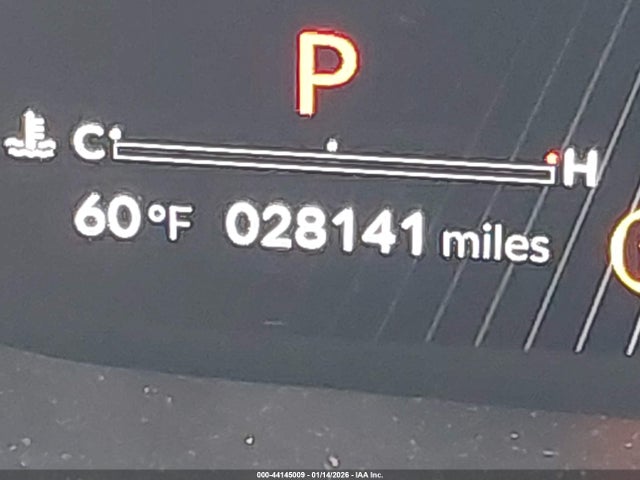 P
C H
60°F 028141 miles
000-44145009 - 01/14/2026 - IAA Inc.